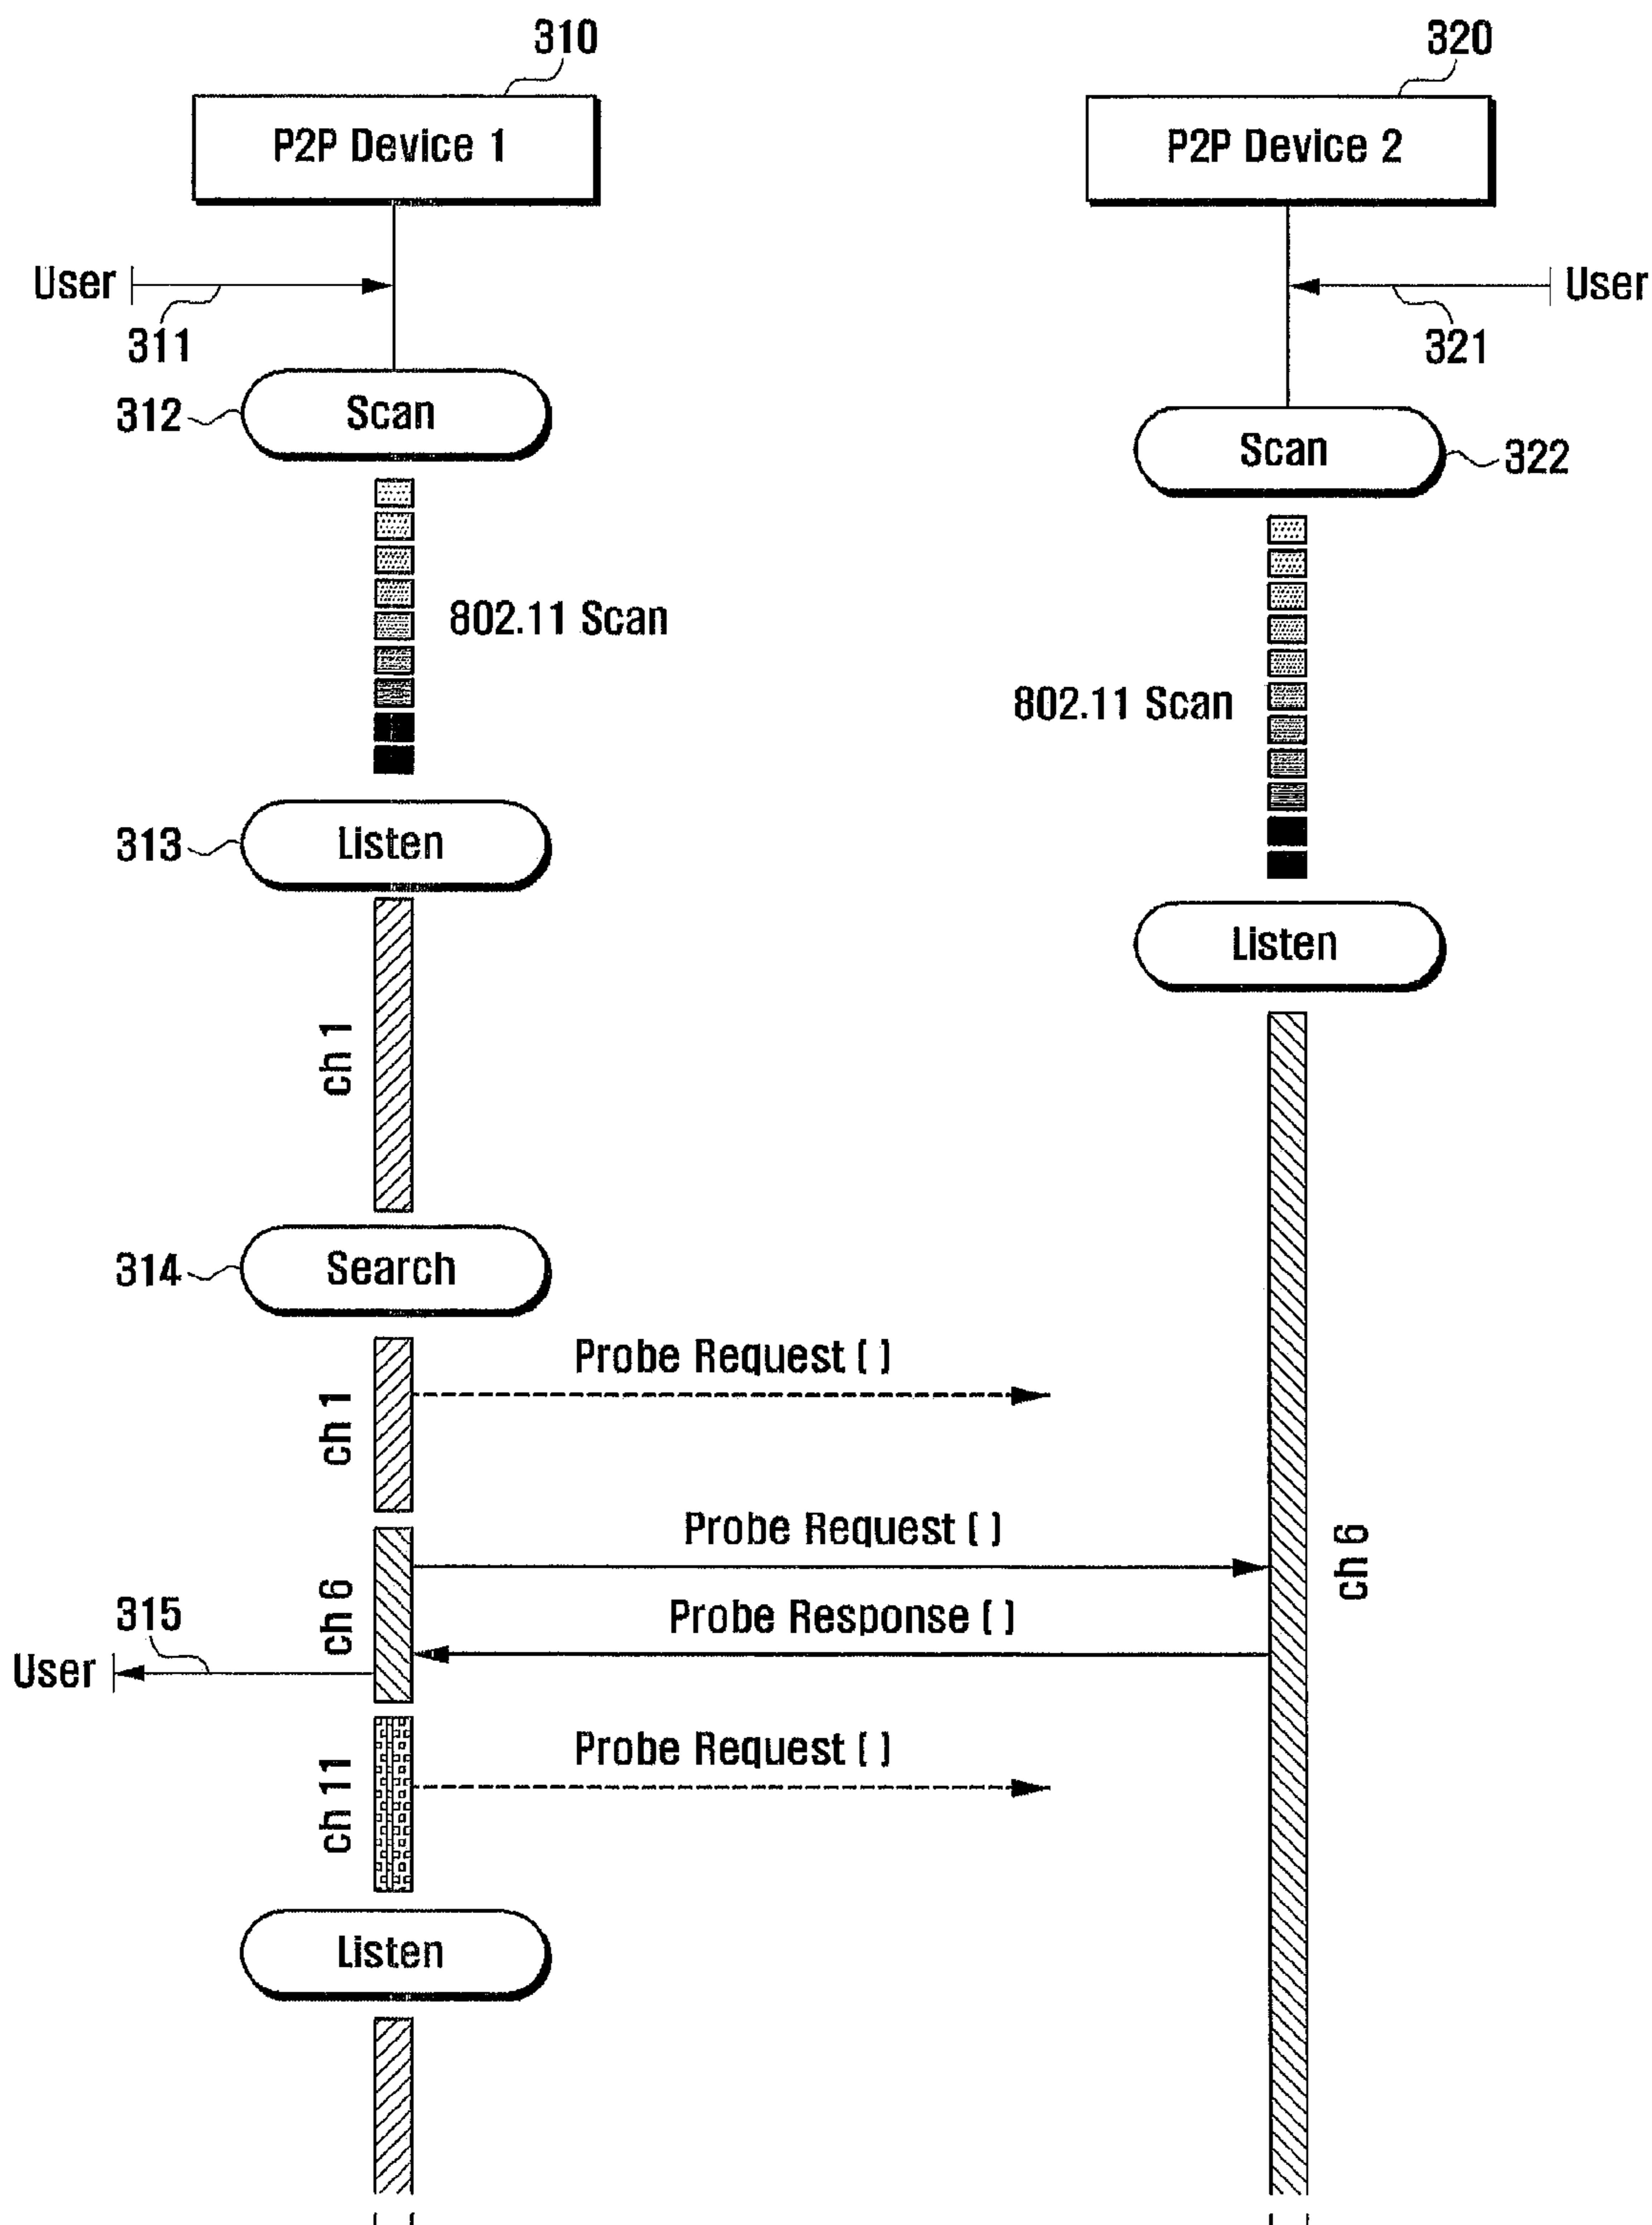 310
320
P2P Device 1
P2P Device 2
User
User
311
321
312
Scan
Scan
322
802.11 Scan
802.11 Scan
313
Listen
Listen
ch 1
314
Search
Probe Request ( )
ch 1
Probe Request ( )
ch 6
ch 6
315
Probe Response ( )
User
Probe Request ( )
ch 11
Listen